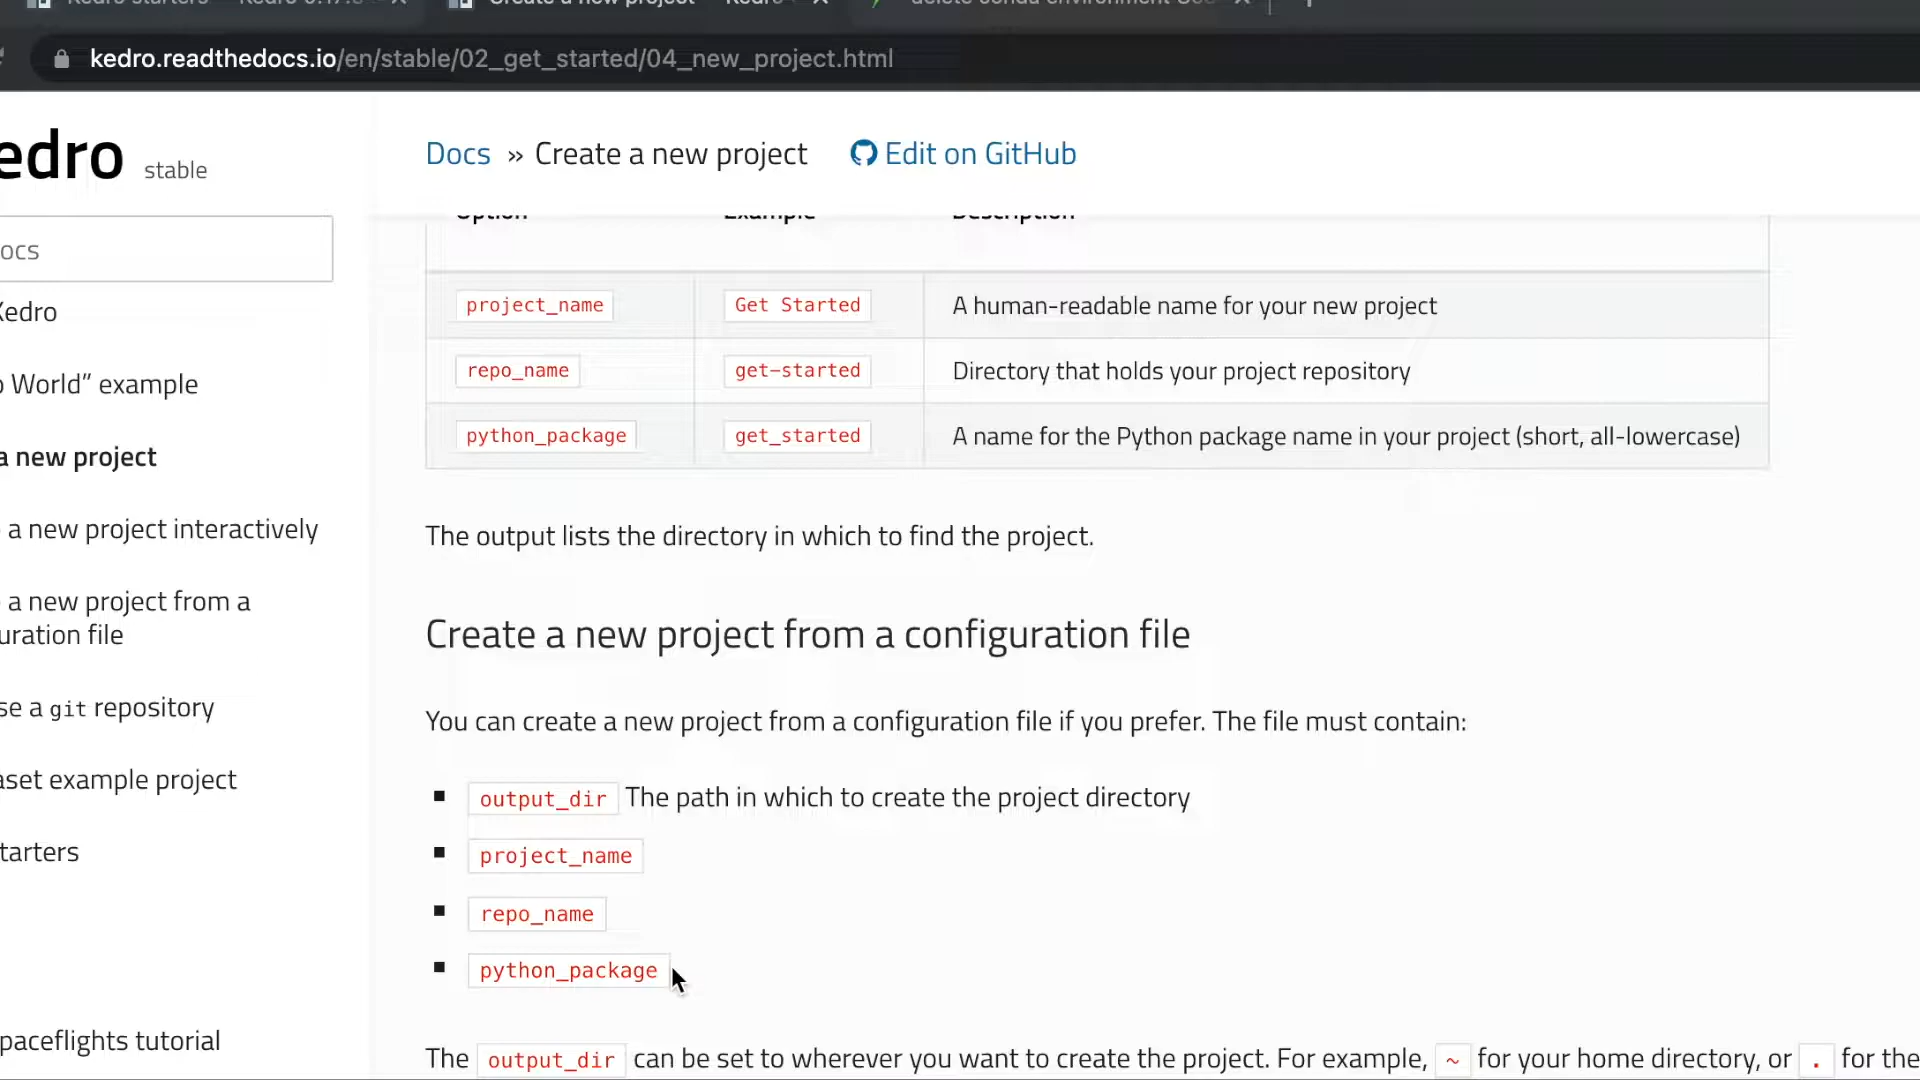 kedro.readthedocs.io/en/stable/02_get_started/04_new_project.html
edro stable
Docs » Create a new project Edit on GitHub
ocs
Option Example Description
project_name Get Started A human-readable name for your new project
repo_name get-started Directory that holds your project repository
python_package get_started A name for the Python package name in your project (short, all-lowercase)
Kedro
o World” example
a new project
a new project interactively
a new project from a
uration file
se a git repository
aset example project
tarters
paceflights tutorial
The output lists the directory in which to find the project.
Create a new project from a configuration file
You can create a new project from a configuration file if you prefer. The file must contain:
▪ output_dir The path in which to create the project directory
▪ project_name
▪ repo_name
▪ python_package
The output_dir can be set to wherever you want to create the project. For example, ~ for your home directory, or . for the